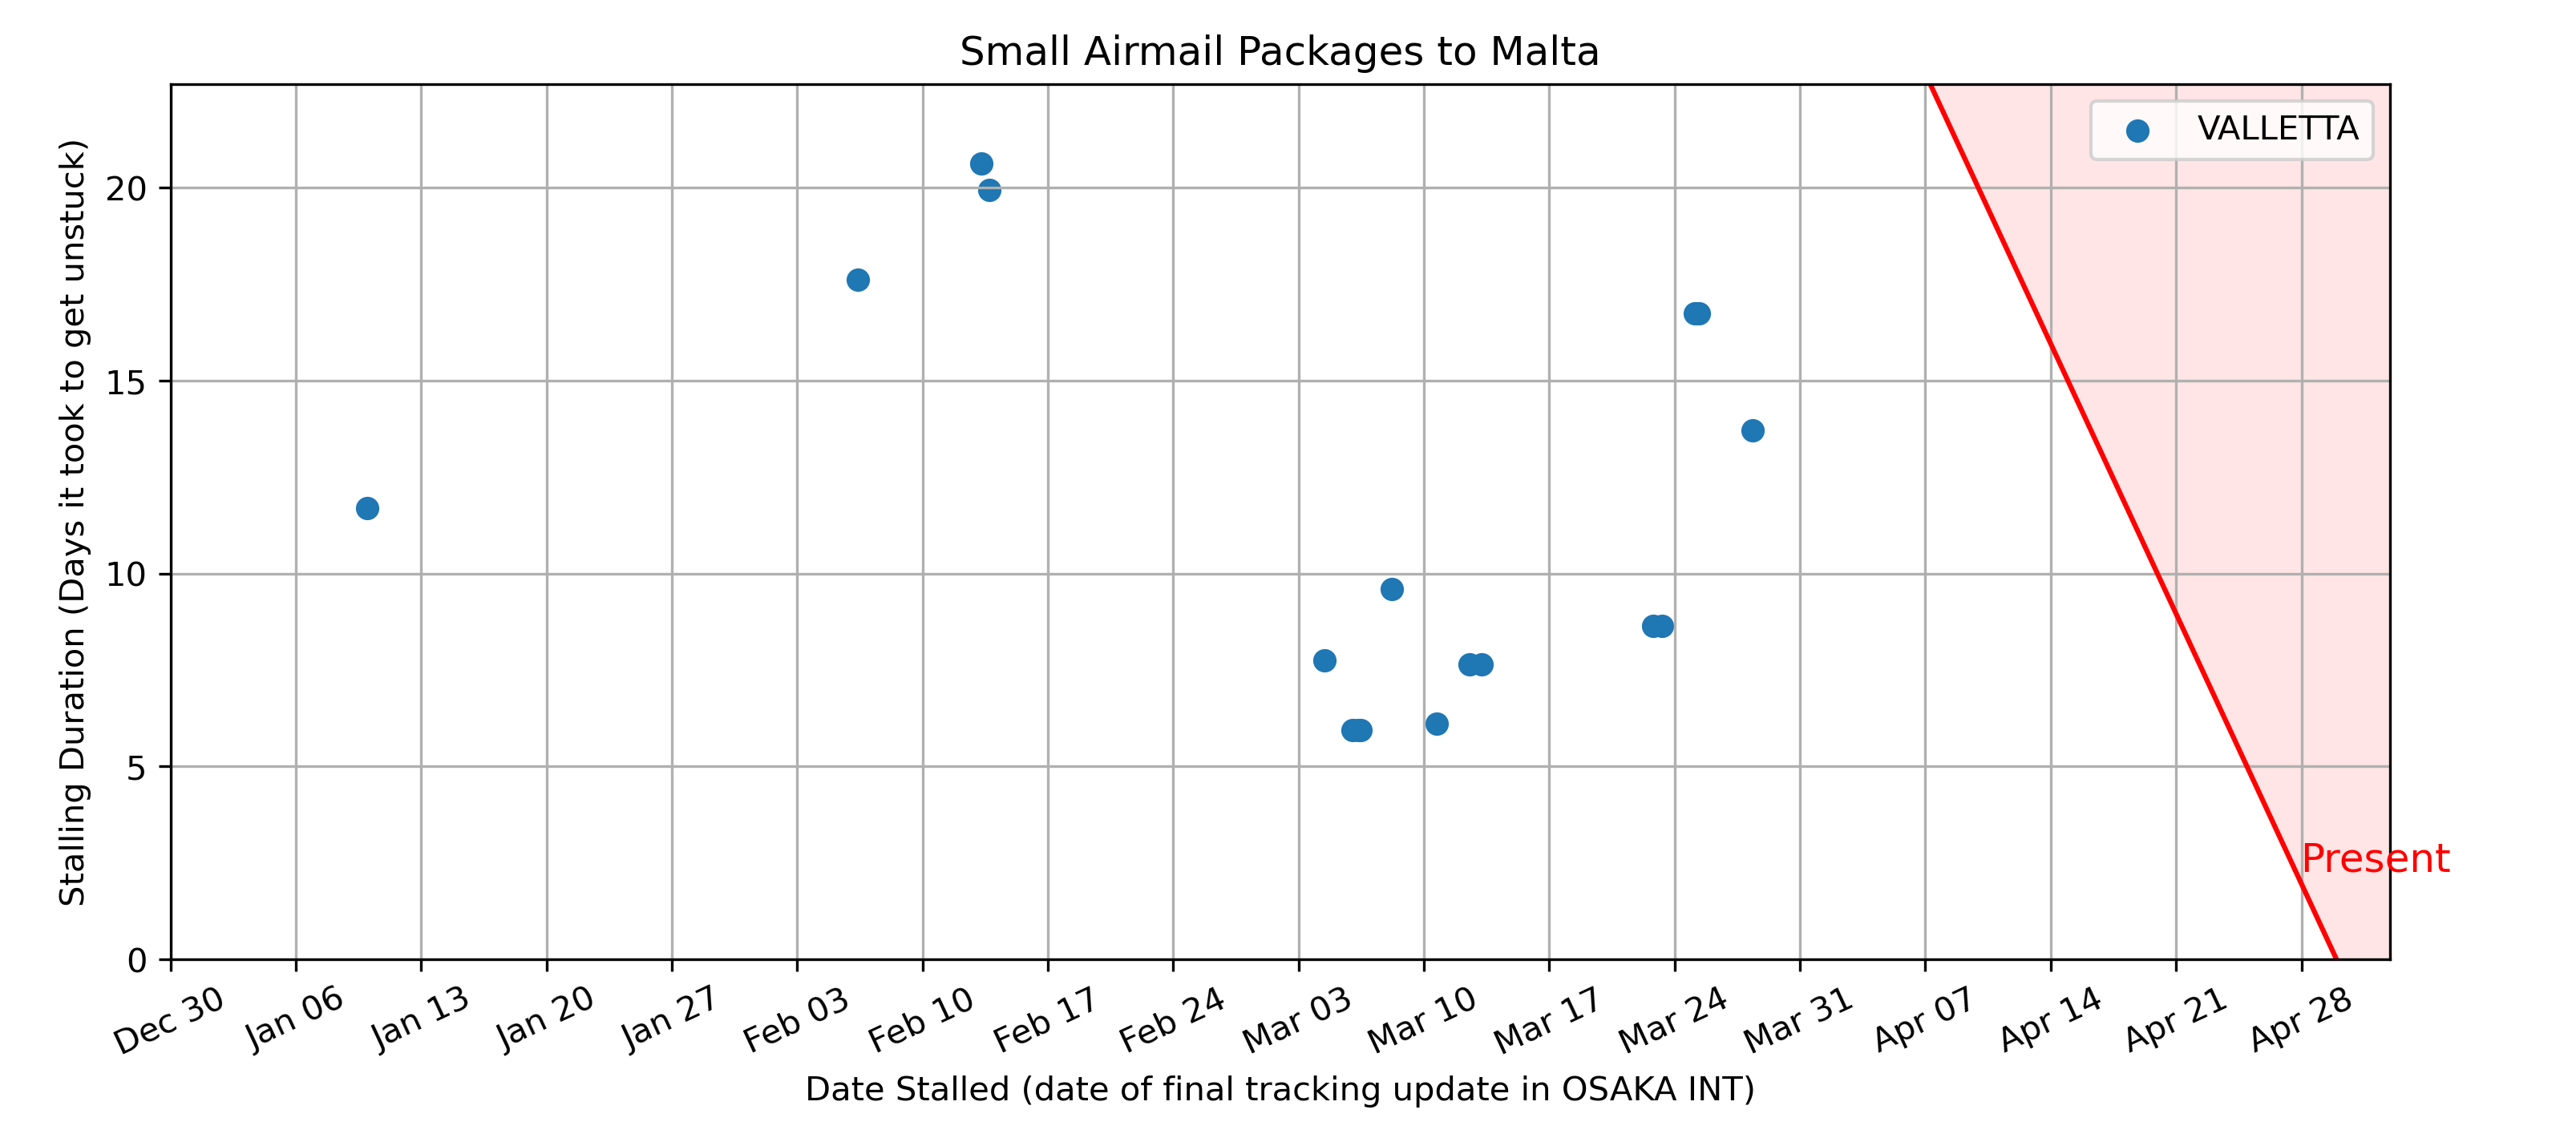 Small Airmail Packages to Malta
VALLETTA
Stalling Duration (Days it took to get unstuck)
20
15
10
5
0
Present
Dec 30
Jan 06
Jan 13
Jan 20
Jan 27
Feb 03
Feb 10
Feb 17
Feb 24
Mar 03
Mar 10
Mar 17
Mar 24
Mar 31
Apr 07
Apr 14
Apr 21
Apr 28
Date Stalled (date of final tracking update in OSAKA INT)